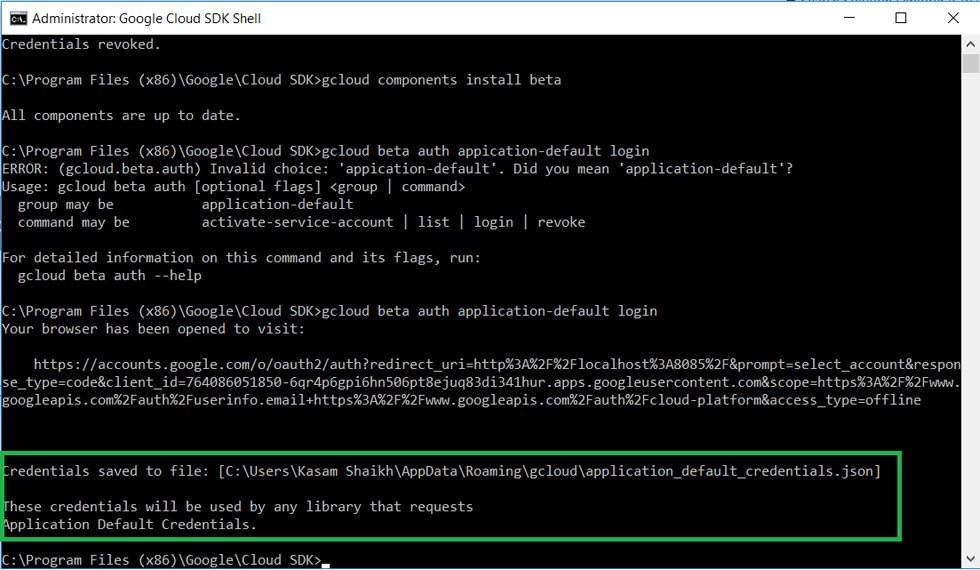 Administrator: Google Cloud SDK Shell
Credentials revoked.
C:\Program Files (x86)\Google\Cloud SDK>gcloud components install beta
All components are up to date.
C:\Program Files (x86)\Google\Cloud SDK>gcloud beta auth appication-default login
ERROR: (gcloud.beta.auth) Invalid choice: 'appication-default'. Did you mean 'application-default'?
Usage: gcloud beta auth [optional flags] <group | command>
  group may be           application-default
  command may be         activate-service-account | list | login | revoke
For detailed information on this command and its flags, run:
  gcloud beta auth --help
C:\Program Files (x86)\Google\Cloud SDK>gcloud beta auth application-default login
Your browser has been opened to visit:
    https://accounts.google.com/o/oauth2/auth?redirect_uri=http%3A%2F%2Flocalhost%3A8085%2F&prompt=select_account&respon
se_type=code&client_id=764086051850-6qr4p6gpi6hn506pt8ejuq83di341hur.apps.googleusercontent.com&scope=https%3A%2F%2Fwww.
googleapis.com%2Fauth%2Fuserinfo.email+https%3A%2F%2Fwww.googleapis.com%2Fauth%2Fcloud-platform&access_type=offline
Credentials saved to file: [C:\Users\Kasam Shaikh\AppData\Roaming\gcloud\application_default_credentials.json]
These credentials will be used by any library that requests
Application Default Credentials.
C:\Program Files (x86)\Google\Cloud SDK>